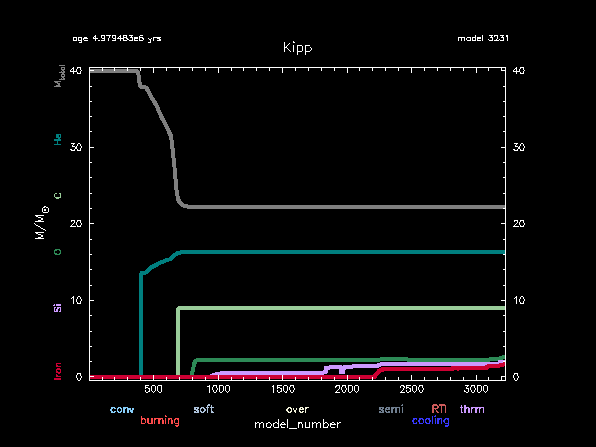 age 4.979483e6 yrs
model 3231
Kipp
M_total
He
C
O
Si
Iron
M/M☉
40
30
20
10
0
40
30
20
10
0
500 1000 1500 2000 2500 3000
conv soft over semi RTI thrm
burning cooling
model_number